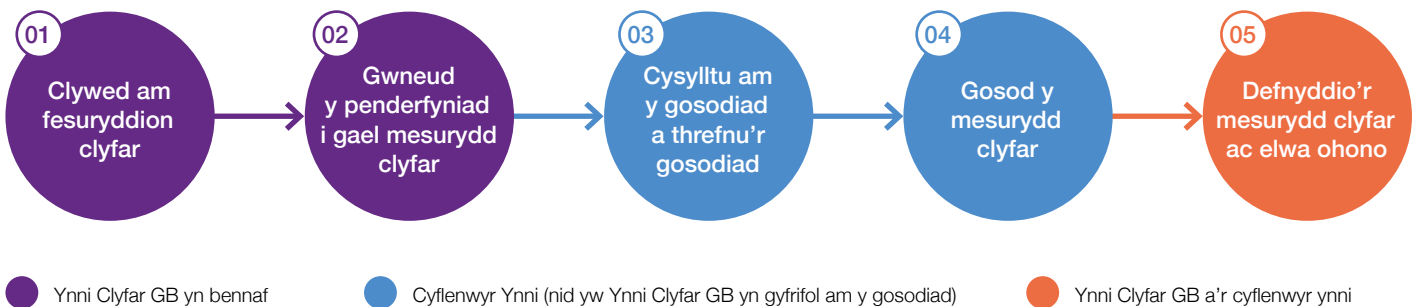 01
Clywed am
fesuryddion
clyfar
02
Gwneud
y penderfyniad
i gael mesurydd
clyfar
03
Cysylltu am
y gosodiad
a threfnu'r
gosodiad
04
Gosod y
mesurydd
clyfar
05
Defnyddio'r
mesurydd clyfar
ac elwa ohono
Ynni Clyfar GB yn bennaf
Cyflenwyr Ynni (nid yw Ynni Clyfar GB yn gyfrifol am y gosodiad)
Ynni Clyfar GB a'r cyflenwyr ynni